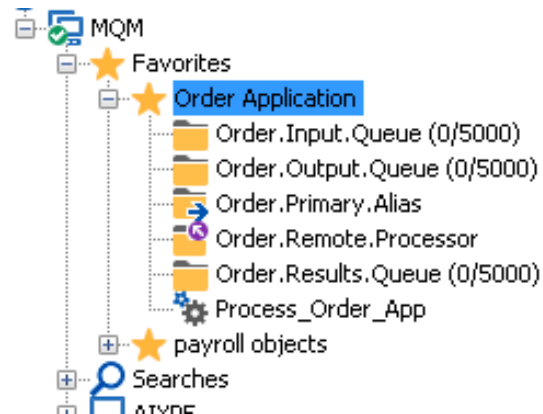 MQM
Favorites
Order Application
Order.Input.Queue (0/5000)
Order.Output.Queue (0/5000)
Order.Primary.Alias
Order.Remote.Processor
Order.Results.Queue (0/5000)
Process_Order_App
payroll objects
Searches